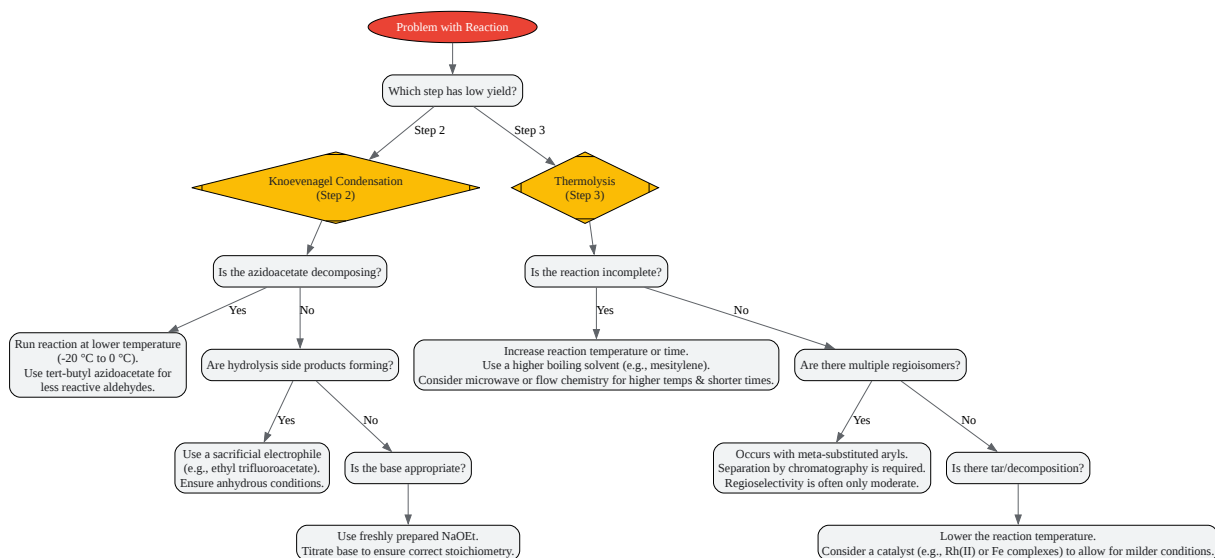 Problem with Reaction
Which step has low yield?
Step 2
Step 3
Knoevenagel Condensation
(Step 2)
Thermolysis
(Step 3)
Is the azidoacetate decomposing?
Is the reaction incomplete?
Yes
No
Yes
No
Run reaction at lower temperature
(-20 °C to 0 °C).
Use tert-butyl azidoacetate for
less reactive aldehydes.
Are hydrolysis side products forming?
Increase reaction temperature or time.
Use a higher boiling solvent (e.g., mesitylene).
Consider microwave or flow chemistry for higher temps & shorter times.
Are there multiple regioisomers?
Yes
No
Yes
No
Use a sacrificial electrophile
(e.g., ethyl trifluoroacetate).
Ensure anhydrous conditions.
Is the base appropriate?
Occurs with meta-substituted aryls.
Separation by chromatography is required.
Regioselectivity is often only moderate.
Is there tar/decomposition?
Use freshly prepared NaOEt.
Titrate base to ensure correct stoichiometry.
Lower the reaction temperature.
Consider a catalyst (e.g., Rh(II) or Fe complexes) to allow for milder conditions.